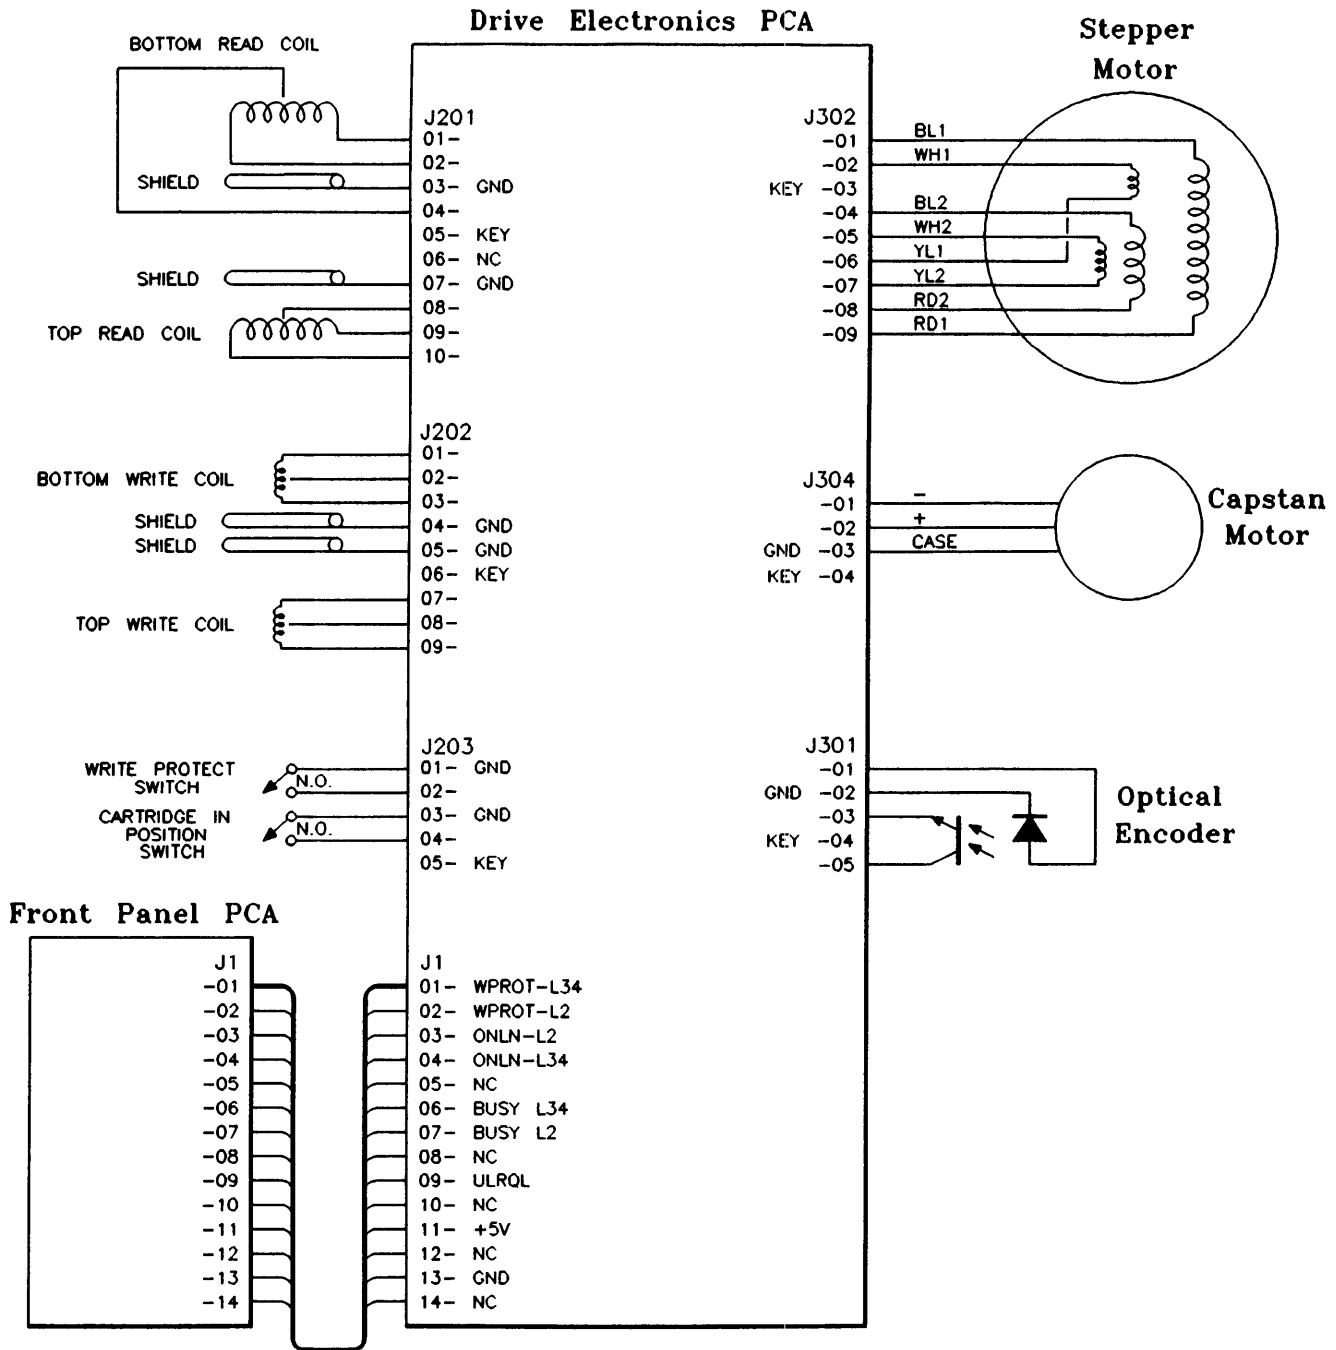 Drive Electronics PCA
BOTTOM READ COIL
J201
01-
02-
SHIELD
03- GND
04-
05- KEY
06- NC
SHIELD
07- GND
08-
TOP READ COIL
09-
10-
J202
01-
BOTTOM WRITE COIL
02-
03-
SHIELD
04- GND
SHIELD
05- GND
06- KEY
07-
TOP WRITE COIL
08-
09-
J203
WRITE PROTECT
SWITCH
N.O.
01- GND
02-
CARTRIDGE IN
POSITION
SWITCH
N.O.
03- GND
04-
05- KEY
Stepper
Motor
J302
-01 BL1
-02 WH1
KEY -03
-04 BL2
-05 WH2
-06 YL1
-07 YL2
-08 RD2
-09 RD1
J304
-01 -
-02 +
GND -03 CASE
KEY -04
Capstan
Motor
J301
-01
GND -02
-03
KEY -04
-05
Optical
Encoder
Front Panel PCA
J1
-01
-02
-03
-04
-05
-06
-07
-08
-09
-10
-11
-12
-13
-14
J1
01- WPROT-L34
02- WPROT-L2
03- ONLN-L2
04- ONLN-L34
05- NC
06- BUSY L34
07- BUSY L2
08- NC
09- ULRQL
10- NC
11- +5V
12- NC
13- GND
14- NC